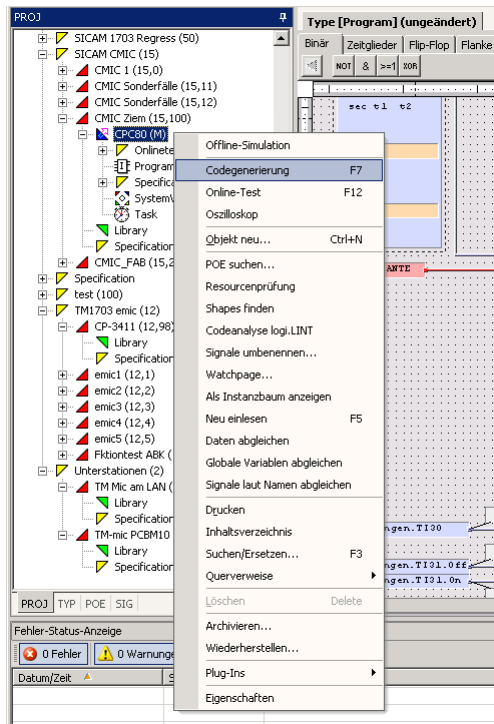 PROJ
Type [Program] (ungeändert)
Binär Zeitglieder Flip-Flop Flanke
NOT & >=1 XOR
SICAM 1703 Regress (50)
SICAM CMIC (15)
CMIC 1 (15,0)
CMIC Sonderfälle (15,11)
CMIC Sonderfälle (15,12)
CMIC Ziem (15,100)
CPC80 (M)
Onlinete
Program
Specifica
System\
Task
Library
Specification
CMIC_FAB (15,2
Specification
test (100)
TM1703 emic (12)
CP-3411 (12,98)
Library
Specification
emic1 (12,1)
emic2 (12,2)
emic3 (12,3)
emic4 (12,4)
emic5 (12,5)
Fktiontest ABK (
Unterstationen (2)
TM Mic am LAN (
Library
Specification
TM-mic PCBM10
Library
Specification
PROJ TYP POE SIG
Offline-Simulation
Codegenerierung F7
Online-Test F12
Oszilloskop
Objekt neu... Ctrl+N
POE suchen...
Resourcenprüfung
Shapes finden
Codeanalyse logi.LINT
Signale umbenennen...
Watchpage...
Als Instanzbaum anzeigen
Neu einlesen F5
Daten abgleichen
Globale Variablen abgleichen
Signale laut Namen abgleichen
Drucken
Inhaltsverzeichnis
Suchen/Ersetzen... F3
Querverweise
Löschen Delete
Archivieren...
Wiederherstellen...
Plug-Ins
Eigenschaften
sec t1 t2
ANTE
ngen.TI30
ngen.TI31.Off
ngen.TI31.On
Fehler-Status-Anzeige
0 Fehler 0 Warnunge
Datum/Zeit S